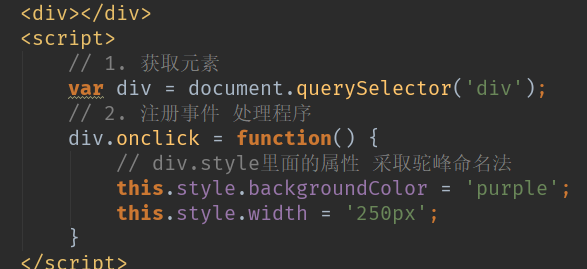 <div></div>
<script>
// 1. 获取元素
var div = document.querySelector('div');
// 2. 注册事件 处理程序
div.onclick = function() {
// div.style里面的属性 采取驼峰命名法
this.style.backgroundColor = 'purple';
this.style.width = '250px';
}
</script>